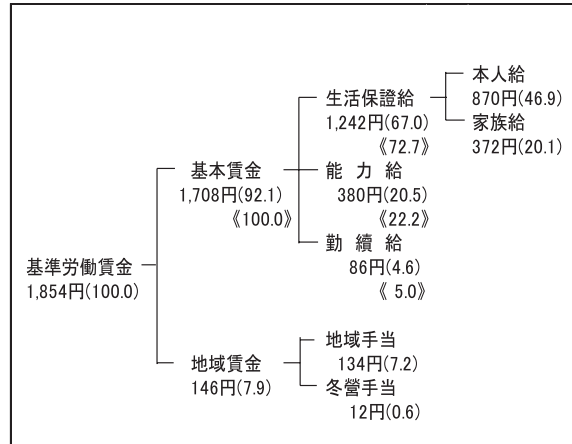 本人給
870円(46.9)
生活保證給
1,242円(67.0)
《72.7》
家族給
372円(20.1)
基本賃金
1,708円(92.1)
《100.0》
能力給
380円(20.5)
《22.2》
勤續給
86円(4.6)
《 5.0》
基準労働賃金
1,854円(100.0)
地域賃金
146円(7.9)
地域手当
134円(7.2)
冬營手当
12円(0.6)